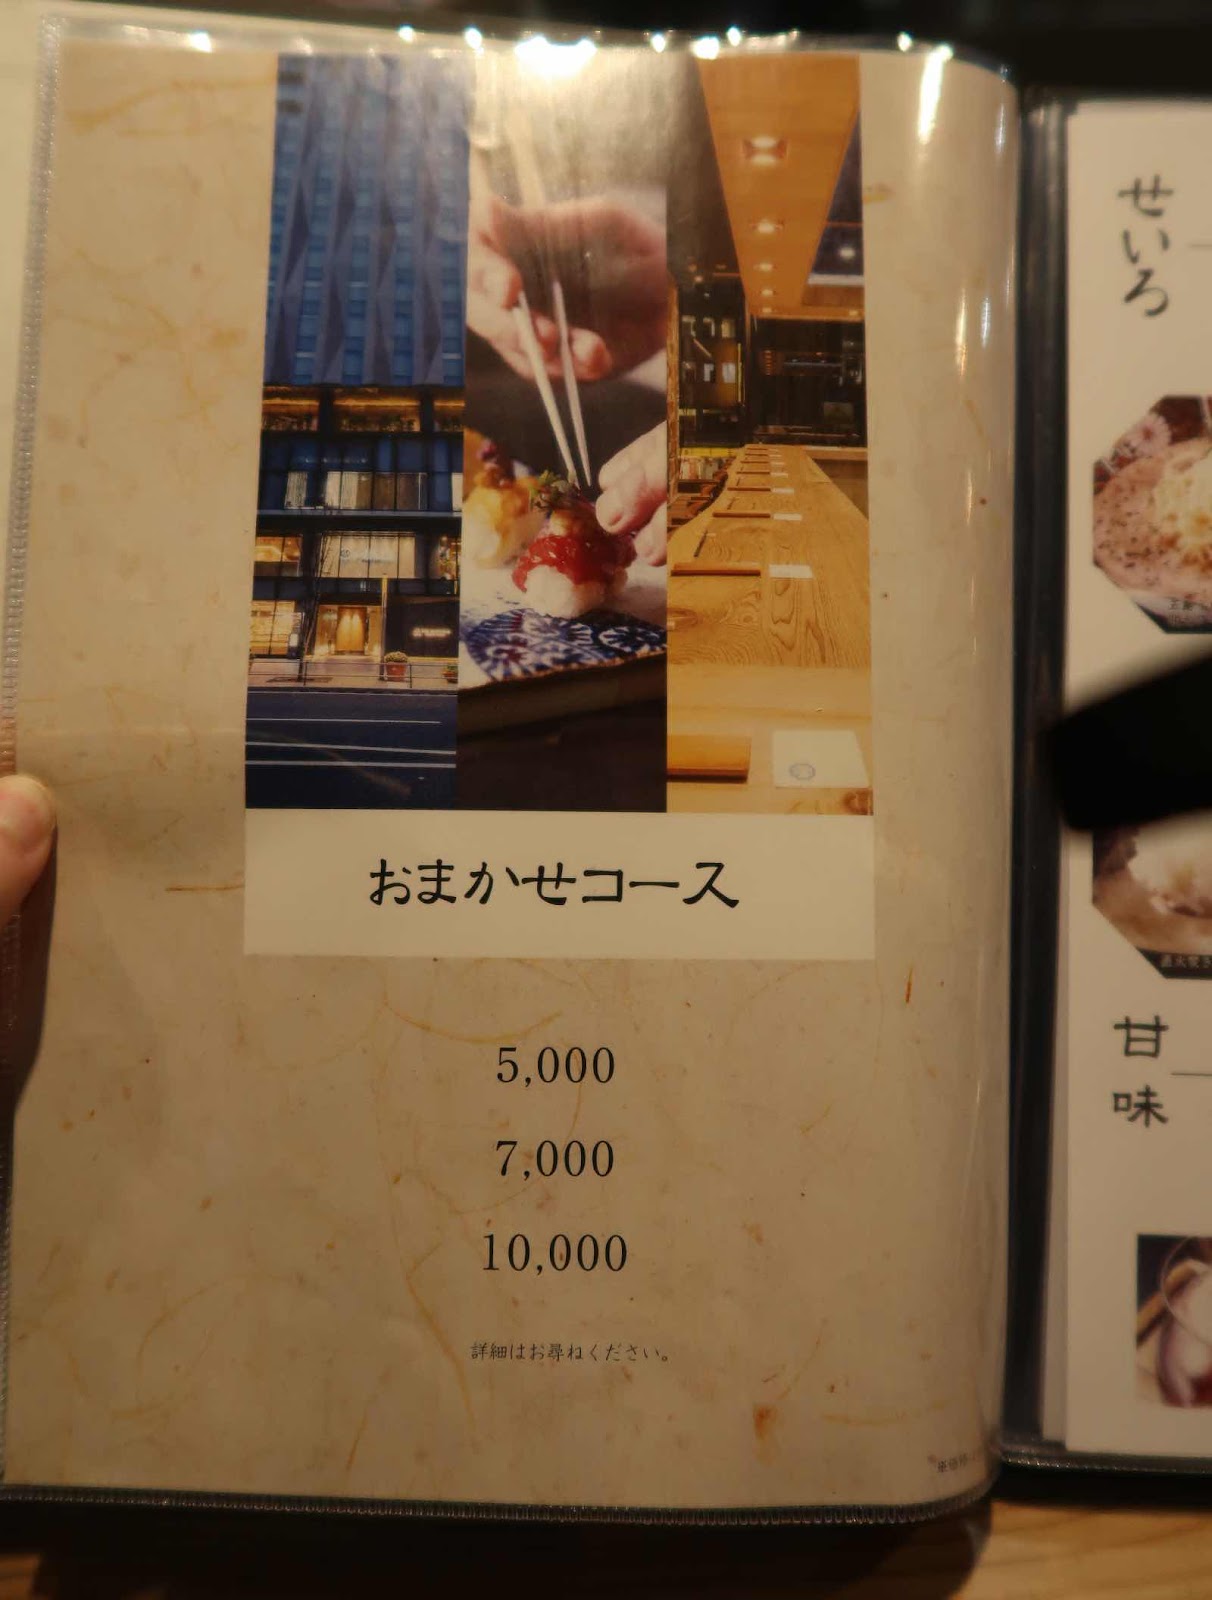 おまかせコース
5,000
7,000
10,000
詳細はお尋ねください。
せいろ
甘味